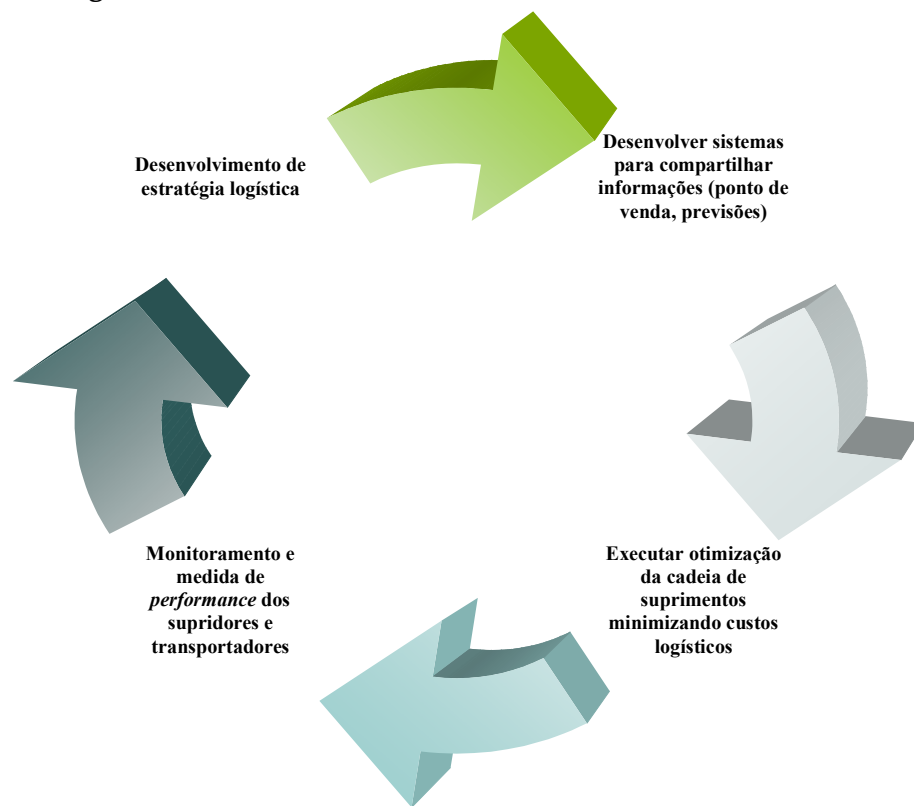 Desenvolvimento de
estratégia logística
Desenvolver sistemas
para compartilhar
informações (ponto de
venda, previsões)
Executar otimização
da cadeia de
suprimentos
minimizando custos
logísticos
Monitoramento e
medida de
performance dos
supridores e
transportadores